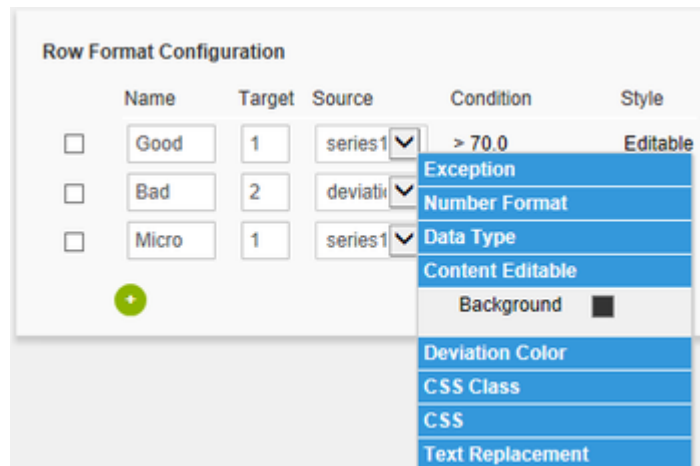 Row Format Configuration
Name Target Source Condition Style
Good 1 series1 > 70.0 Editable
Exception
Bad 2 deviati
Number Format
Micro 1 series1
Data Type
Content Editable
Background
Deviation Color
CSS Class
CSS
Text Replacement